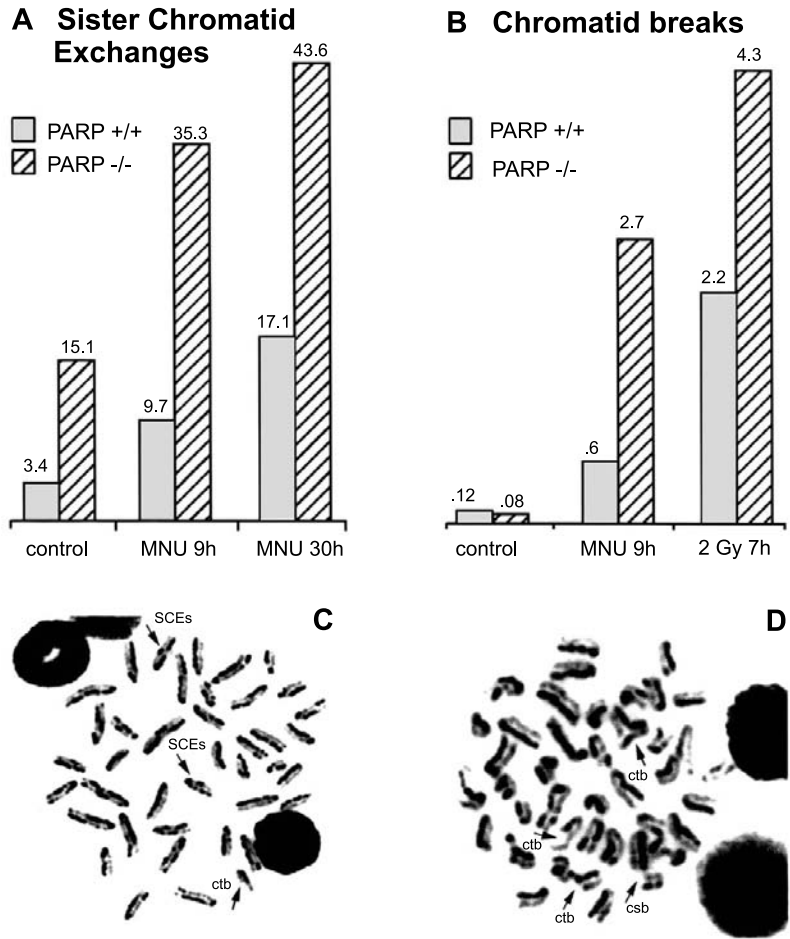 A Sister Chromatid
Exchanges
PARP +/+
PARP -/-
3.4
15.1
9.7
35.3
17.1
43.6
control
MNU 9h
MNU 30h
B Chromatid breaks
PARP +/+
PARP -/-
.12
.08
.6
2.7
2.2
4.3
control
MNU 9h
2 Gy 7h
C
SCEs
SCEs
ctb
D
ctb
ctb
ctb
csb